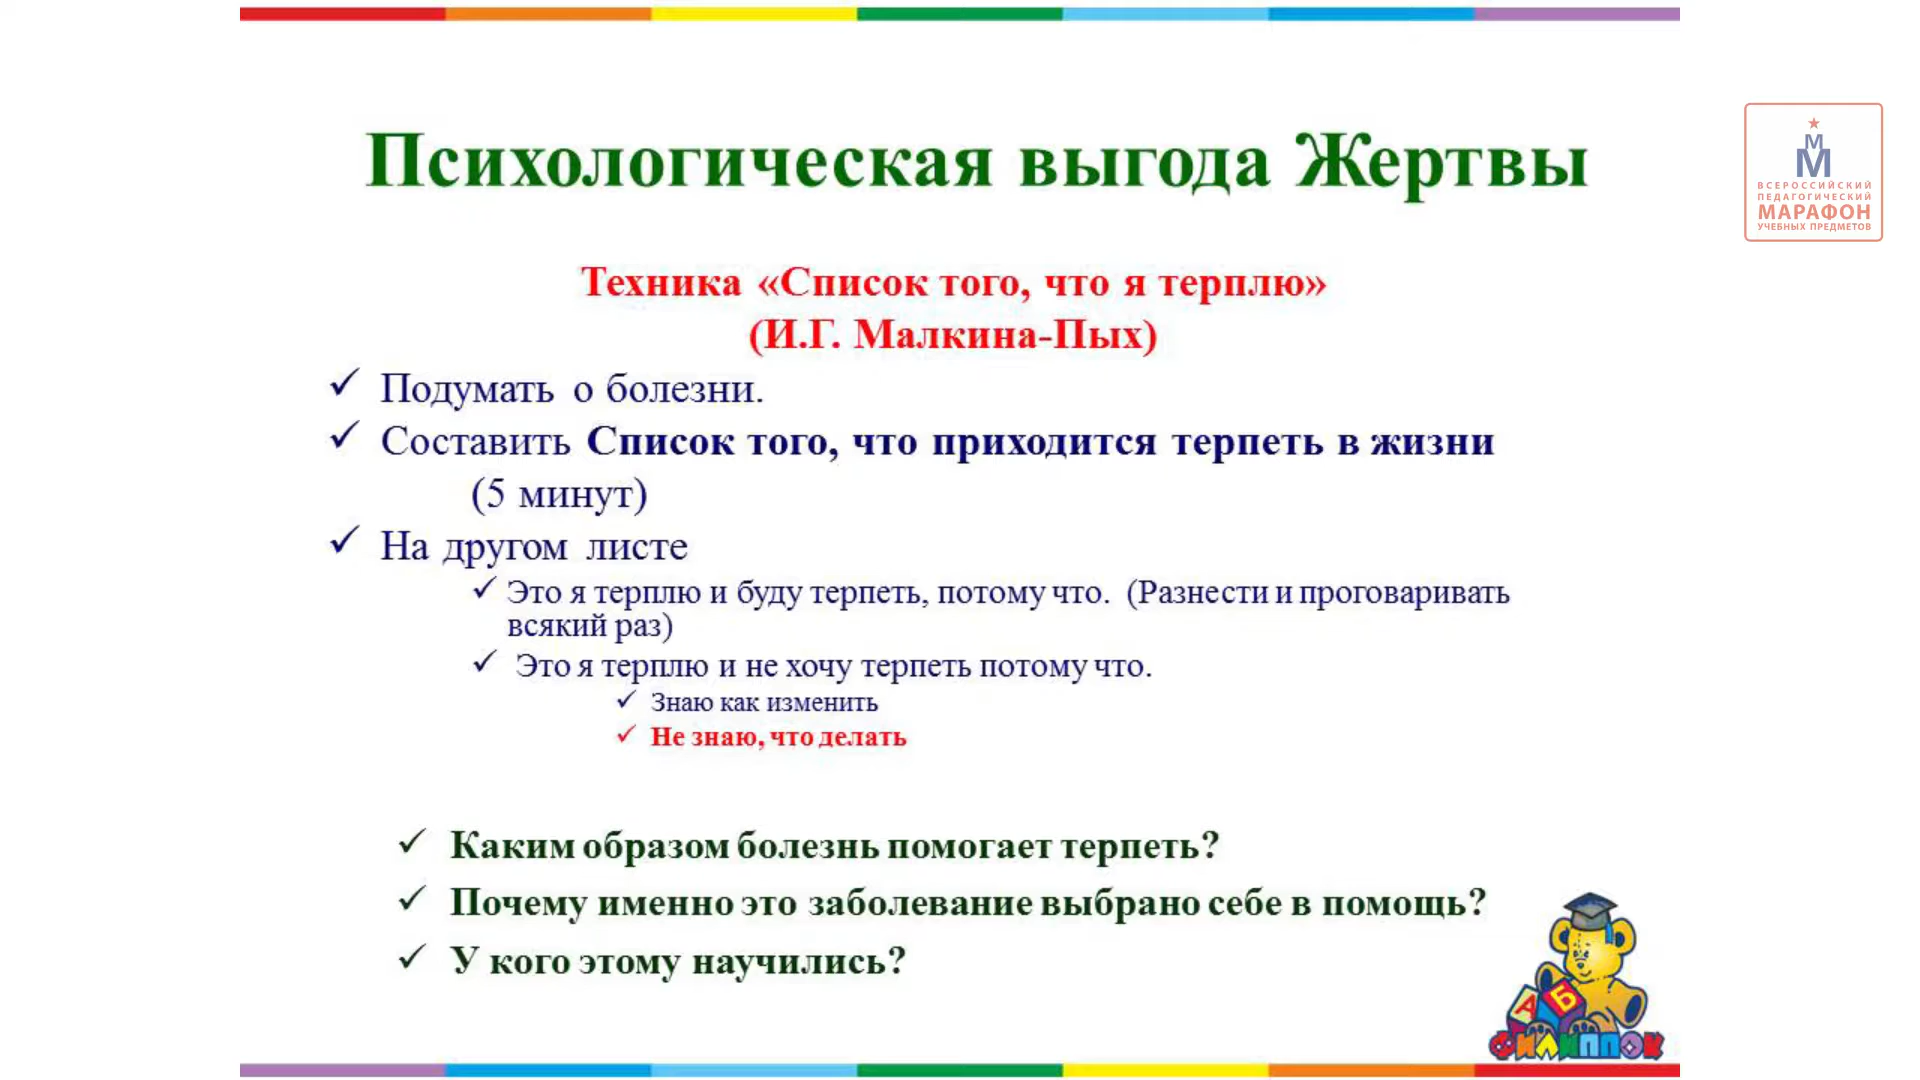 Психологическая выгода Жертвы
М
М
ВСЕРОССИЙСКИЙ
ПЕДАГОГИЧЕСКИЙ
МАРАФОН
УЧЕБНЫХ ПРЕДМЕТОВ
Техника «Список того, что я терплю»
(И.Г. Малкина-Пых)
Подумать о болезни.
Составить Список того, что приходится терпеть в жизни
(5 минут)
На другом листе
Это я терплю и буду терпеть, потому что. (Разнести и проговаривать
всякий раз)
Это я терплю и не хочу терпеть потому что.
Знаю как изменить
Не знаю, что делать
Каким образом болезнь помогает терпеть?
Почему именно это заболевание выбрано себе в помощь?
У кого этому научились?
А Б
ФИЛИППОК